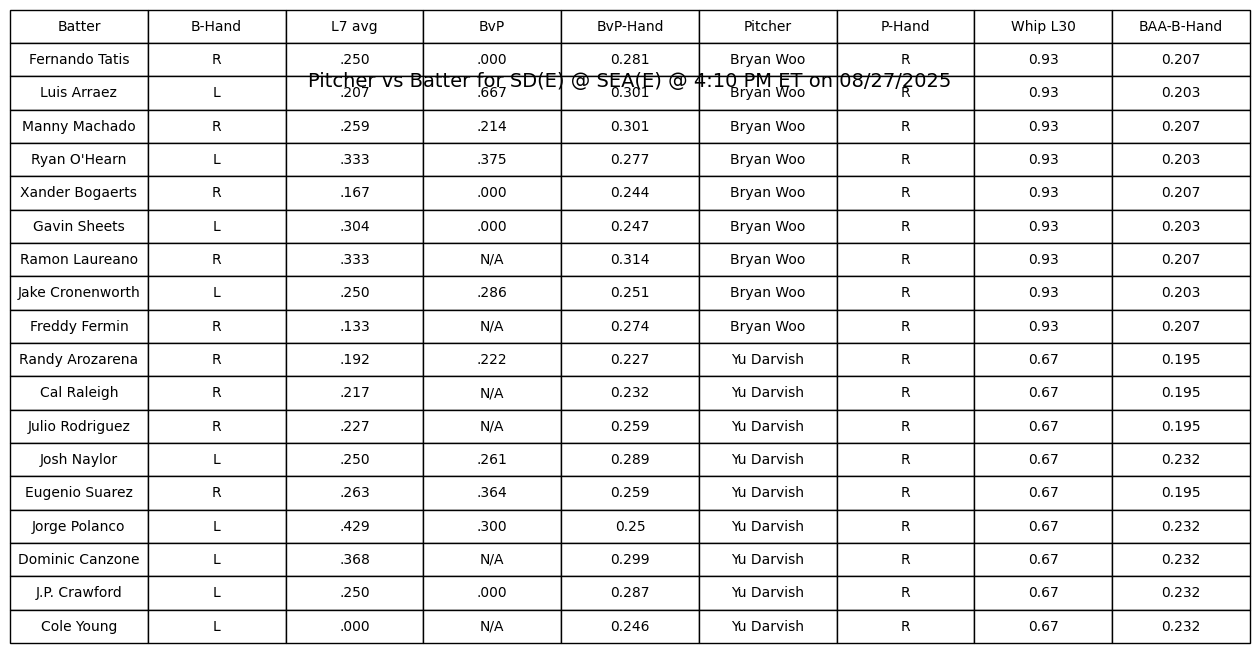 Batter B-Hand L7 avg BvP BvP-Hand Pitcher P-Hand Whip L30 BAA-B-Hand
Fernando Tatis R .250 .000 0.281 Bryan Woo R 0.93 0.207
Pitcher vs Batter for SD(E) @ SEA(E) @ 4:10 PM ET on 08/27/2025
Luis Arraez L .207 .667 0.301 Bryan Woo R 0.93 0.203
Manny Machado R .259 .214 0.301 Bryan Woo R 0.93 0.207
Ryan O'Hearn L .333 .375 0.277 Bryan Woo R 0.93 0.203
Xander Bogaerts R .167 .000 0.244 Bryan Woo R 0.93 0.207
Gavin Sheets L .304 .000 0.247 Bryan Woo R 0.93 0.203
Ramon Laureano R .333 N/A 0.314 Bryan Woo R 0.93 0.207
Jake Cronenworth L .250 .286 0.251 Bryan Woo R 0.93 0.203
Freddy Fermin R .133 N/A 0.274 Bryan Woo R 0.93 0.207
Randy Arozarena R .192 .222 0.227 Yu Darvish R 0.67 0.195
Cal Raleigh R .217 N/A 0.232 Yu Darvish R 0.67 0.195
Julio Rodriguez R .227 N/A 0.259 Yu Darvish R 0.67 0.195
Josh Naylor L .250 .261 0.289 Yu Darvish R 0.67 0.232
Eugenio Suarez R .263 .364 0.259 Yu Darvish R 0.67 0.195
Jorge Polanco L .429 .300 0.25 Yu Darvish R 0.67 0.232
Dominic Canzone L .368 N/A 0.299 Yu Darvish R 0.67 0.232
J.P. Crawford L .250 .000 0.287 Yu Darvish R 0.67 0.232
Cole Young L .000 N/A 0.246 Yu Darvish R 0.67 0.232